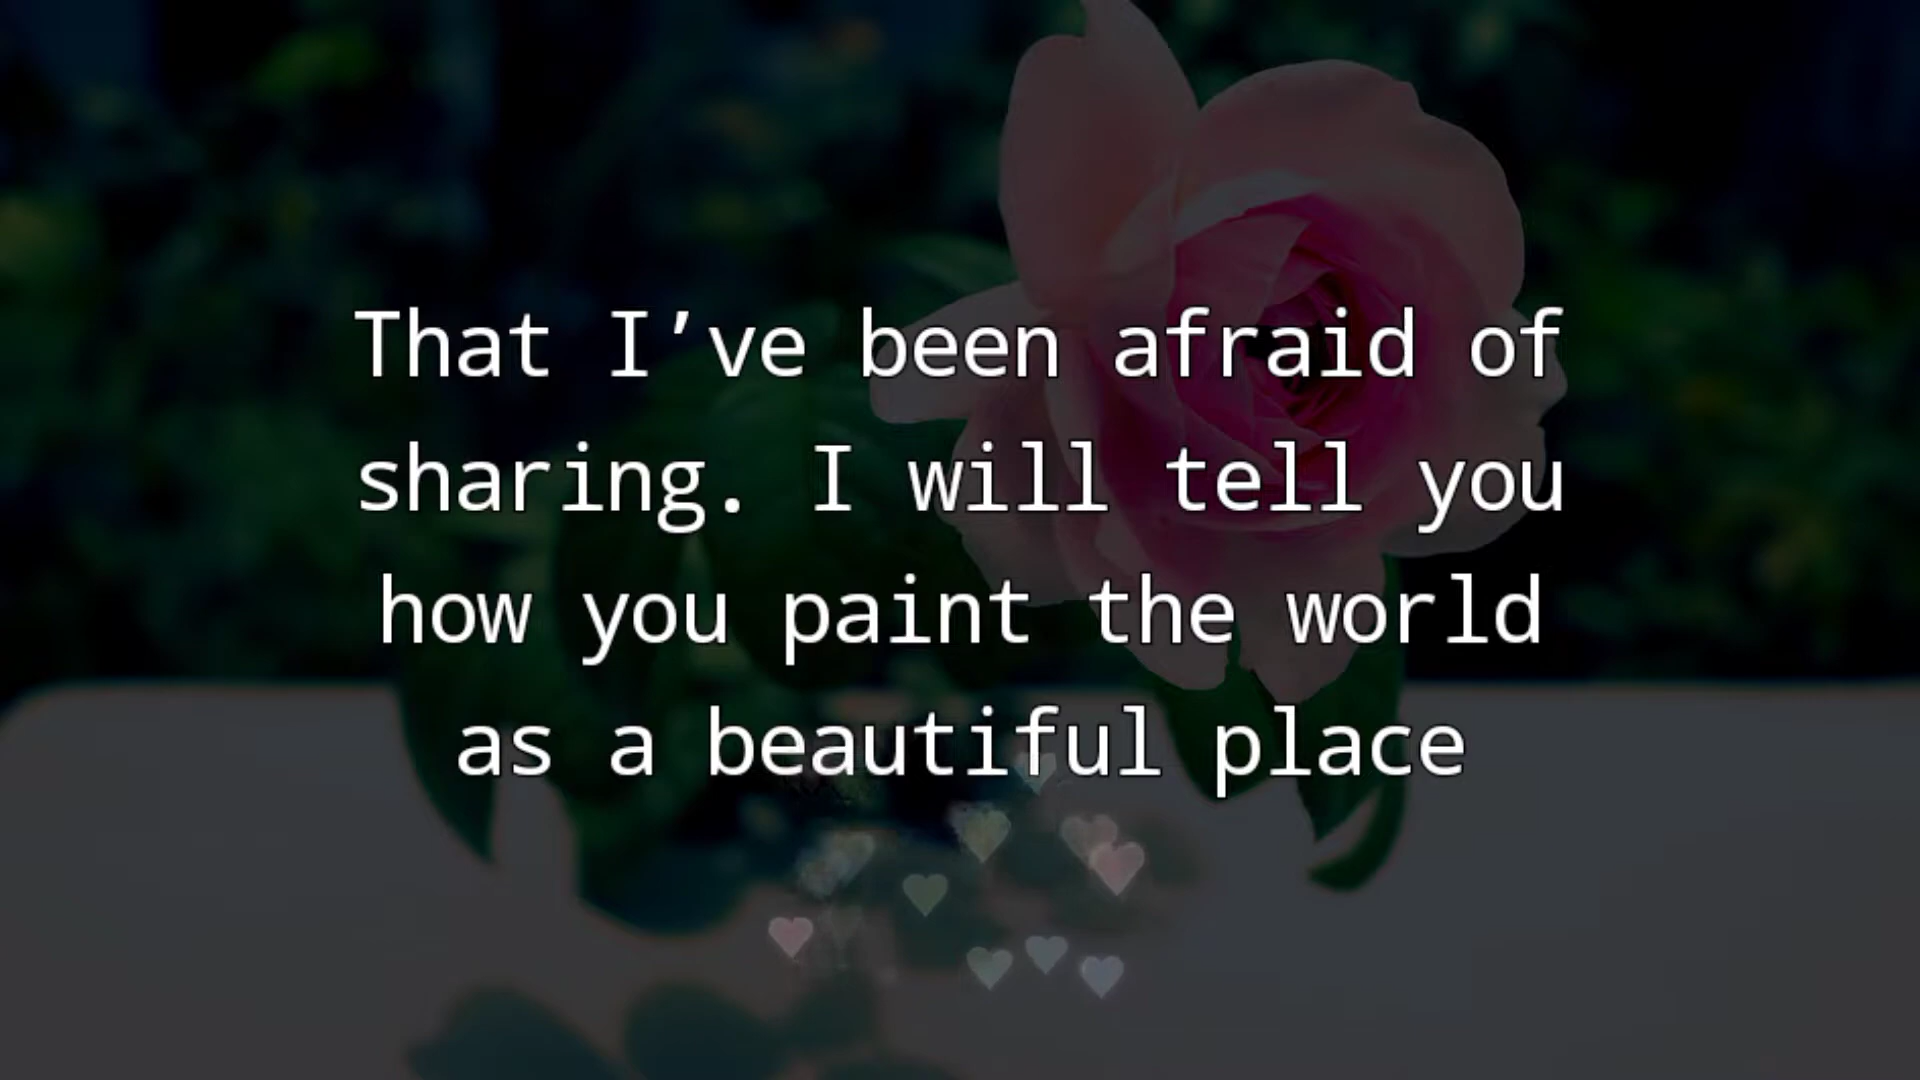 That I’ve been afraid of
sharing. I will tell you
how you paint the world
as a beautiful place